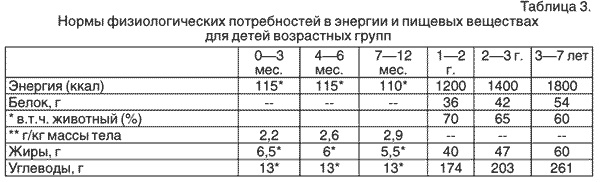 Таблица 3.
Нормы физиологических потребностей в энергии и пищевых веществах
для детей возрастных групп
0—3 мес. 4—6 мес. 7—12 мес. 1—2 г. 2—3 г. 3—7 лет
Энергия (ккал) 115* 115* 110* 1200 1400 1800
Белок, г -- -- -- 36 42 54
* в.т.ч. животный (%) 70 65 60
** г/кг массы тела 2,2 2,6 2,9
Жиры, г 6,5* 6* 5,5* 40 47 60
Углеводы, г 13* 13* 13* 174 203 261